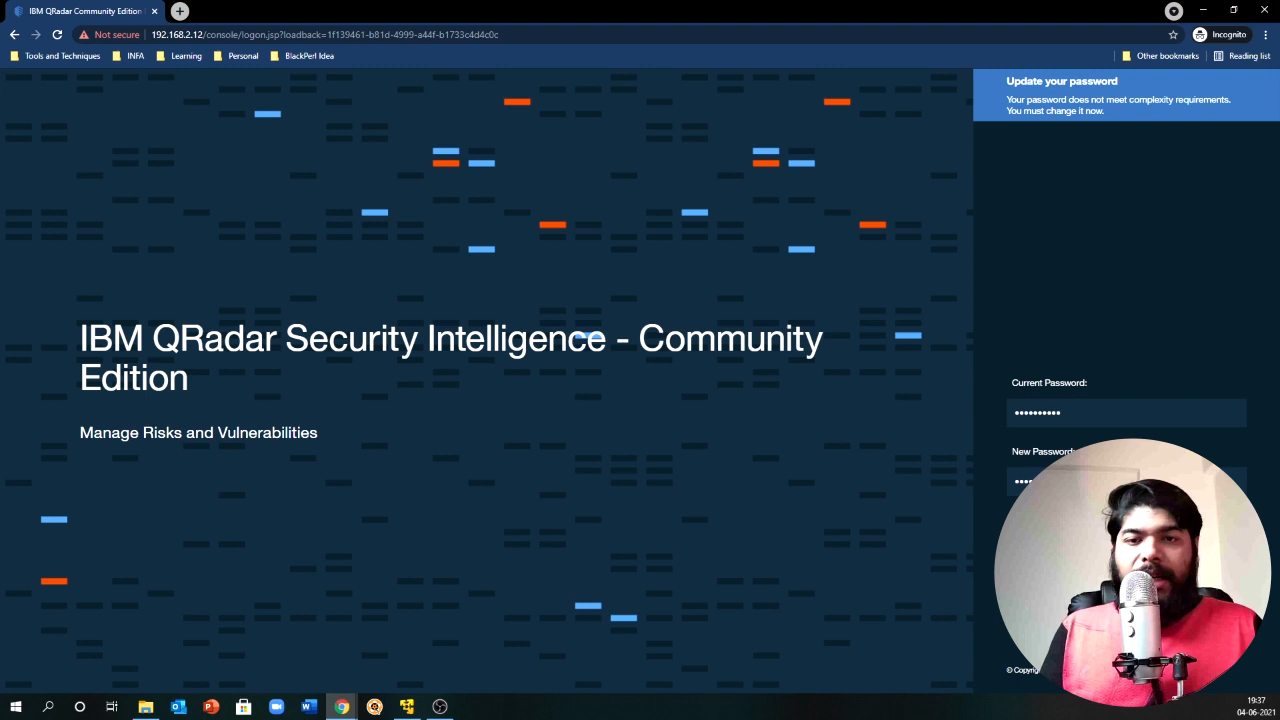 IBM QRadar Community Edition
Not secure
192.168.2.12/console/logon.jsp?loadback=1f139461-b81d-4999-a44f-b1733c4d4c0c
Incognito
Tools and Techniques
INFA
Learning
Personal
BlackPerl Idea
Other bookmarks
Reading list
Update your password
Your password does not meet complexity requirements.
You must change it now.
IBM QRadar Security Intelligence - Community
Edition
Manage Risks and Vulnerabilities
Current Password:
New Password:
© Copyrig
19:37
04-06-2021